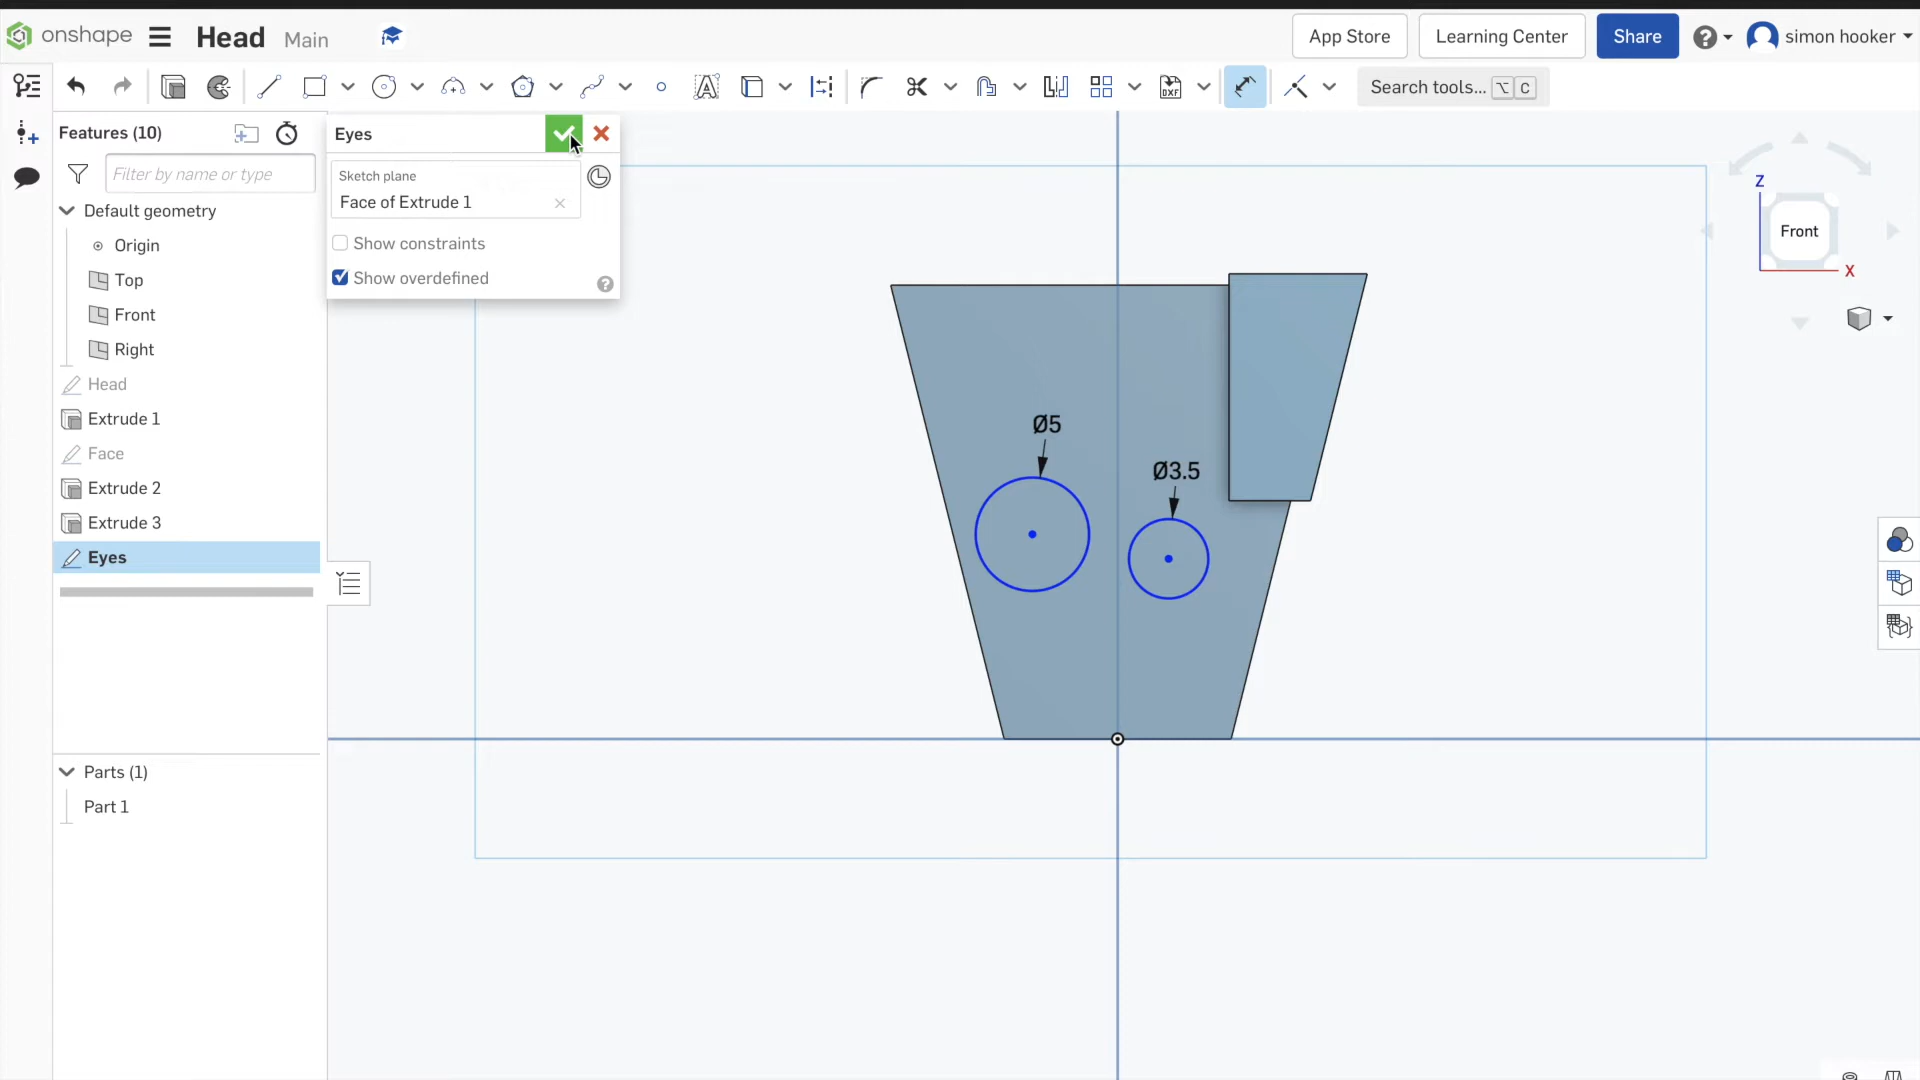 onshape Head Main App Store Learning Center Share ? simon hooker
A DXF Search tools... ⌥ C
Features (10)
Filter by name or type
Default geometry
Origin
Top
Front
Right
Head
Extrude 1
Face
Extrude 2
Extrude 3
Eyes
Parts (1)
Part 1
Eyes
Sketch plane
Face of Extrude 1
Show constraints
Show overdefined
?
Ø5
Ø3.5
Z
Front
X